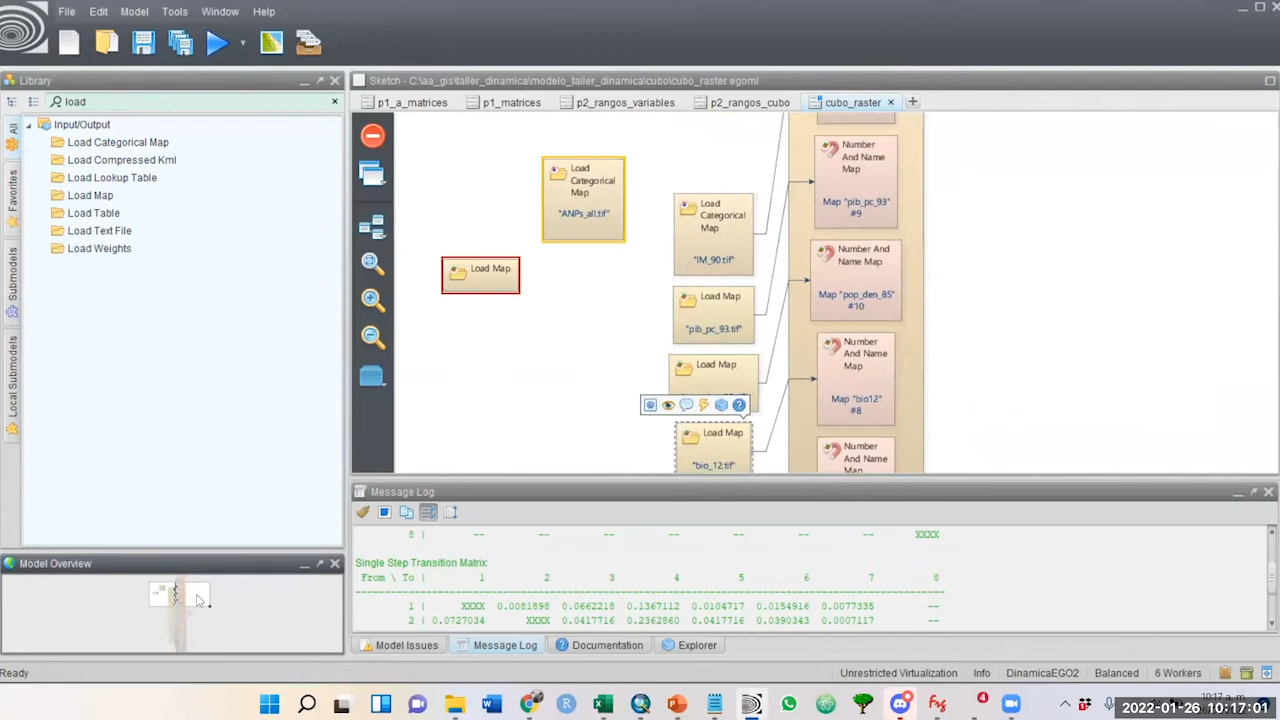 File Edit Model Tools Window Help
Library
load
Input/Output
Load Categorical Map
Load Compressed Kml
Load Lookup Table
Load Map
Load Table
Load Text File
Load Weights
All
Favorites
Submodels
Local Submodels
Model Overview
Sketch - C:\aa_gis\taller_dinamica\modelo_taller_dinamica\cubo\cubo_raster egoml
p1_a_matrices p1_matrices p2_rangos_variables p2_rangos_cubo cubo_raster
Load
Categorical
Map
"ANPs_all.tif"
Load Map
Load
Categorical
Map
"IM_90.tif"
Load Map
"pib_pc_93.tif"
Load Map
Load Map
"bio_12.tif"
Number
And Name
Map
Map "pib_pc_93"
#9
Number And
Name Map
Map "pop_den_85"
#10
Number
And Name
Map
Map "bio12"
#8
Number
And Name
Map
Message Log
8 | -- -- -- -- -- -- -- XXXX
Single Step Transition Matrix:
From \ To | 1 2 3 4 5 6 7 8
1 | XXXX 0.0081898 0.0662218 0.1367112 0.0104717 0.0154916 0.0077335 --
2 | 0.0727034 XXXX 0.0417716 0.2362860 0.0417716 0.0390343 0.0007117 --
Model Issues Message Log Documentation Explorer
Ready
Unrestricted Virtualization Info DinamicaEGO2 Balanced 6 Workers
2022-01-26 10:17:01